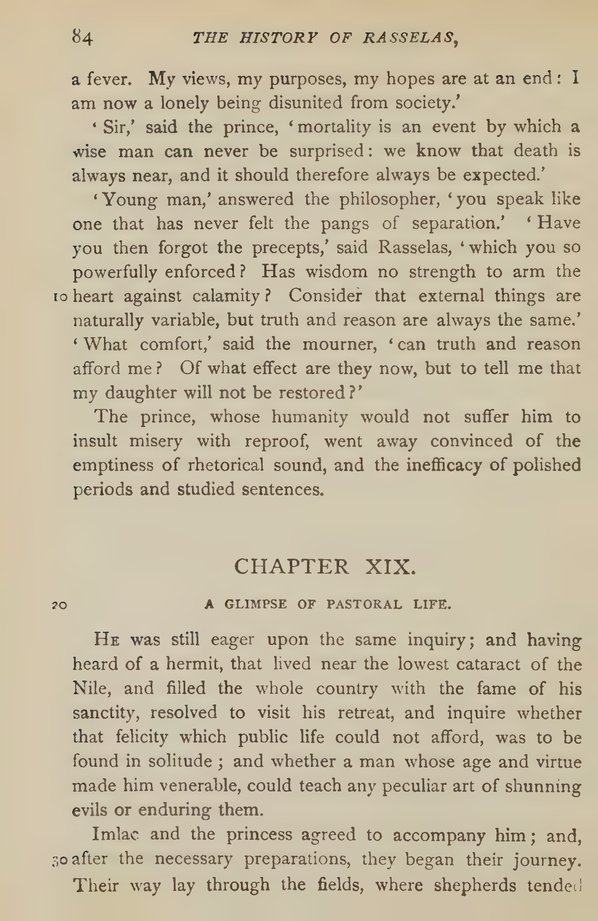 84 THE HISTORY OF RASSELAS,
a fever. My views, my purposes, my hopes are at an end : I
am now a lonely being disunited from society.’
‘ Sir,’ said the prince, ‘ mortality is an event by which a
wise man can never be surprised : we know that death is
always near, and it should therefore always be expected.’
‘ Young man,’ answered the philosopher, ‘ you speak like
one that has never felt the pangs of separation.’ ‘ Have
you then forgot the precepts,’ said Rasselas, ‘ which you so
powerfully enforced ? Has wisdom no strength to arm the
10 heart against calamity ? Consider that external things are
naturally variable, but truth and reason are always the same.’
‘ What comfort,’ said the mourner, ‘ can truth and reason
afford me ? Of what effect are they now, but to tell me that
my daughter will not be restored ?’
The prince, whose humanity would not suffer him to
insult misery with reproof, went away convinced of the
emptiness of rhetorical sound, and the inefficacy of polished
periods and studied sentences.
CHAPTER XIX.
20 A GLIMPSE OF PASTORAL LIFE.
HE was still eager upon the same inquiry ; and having
heard of a hermit, that lived near the lowest cataract of the
Nile, and filled the whole country with the fame of his
sanctity, resolved to visit his retreat, and inquire whether
that felicity which public life could not afford, was to be
found in solitude ; and whether a man whose age and virtue
made him venerable, could teach any peculiar art of shunning
evils or enduring them.
Imlac and the princess agreed to accompany him ; and,
30 after the necessary preparations, they began their journey.
Their way lay through the fields, where shepherds tended